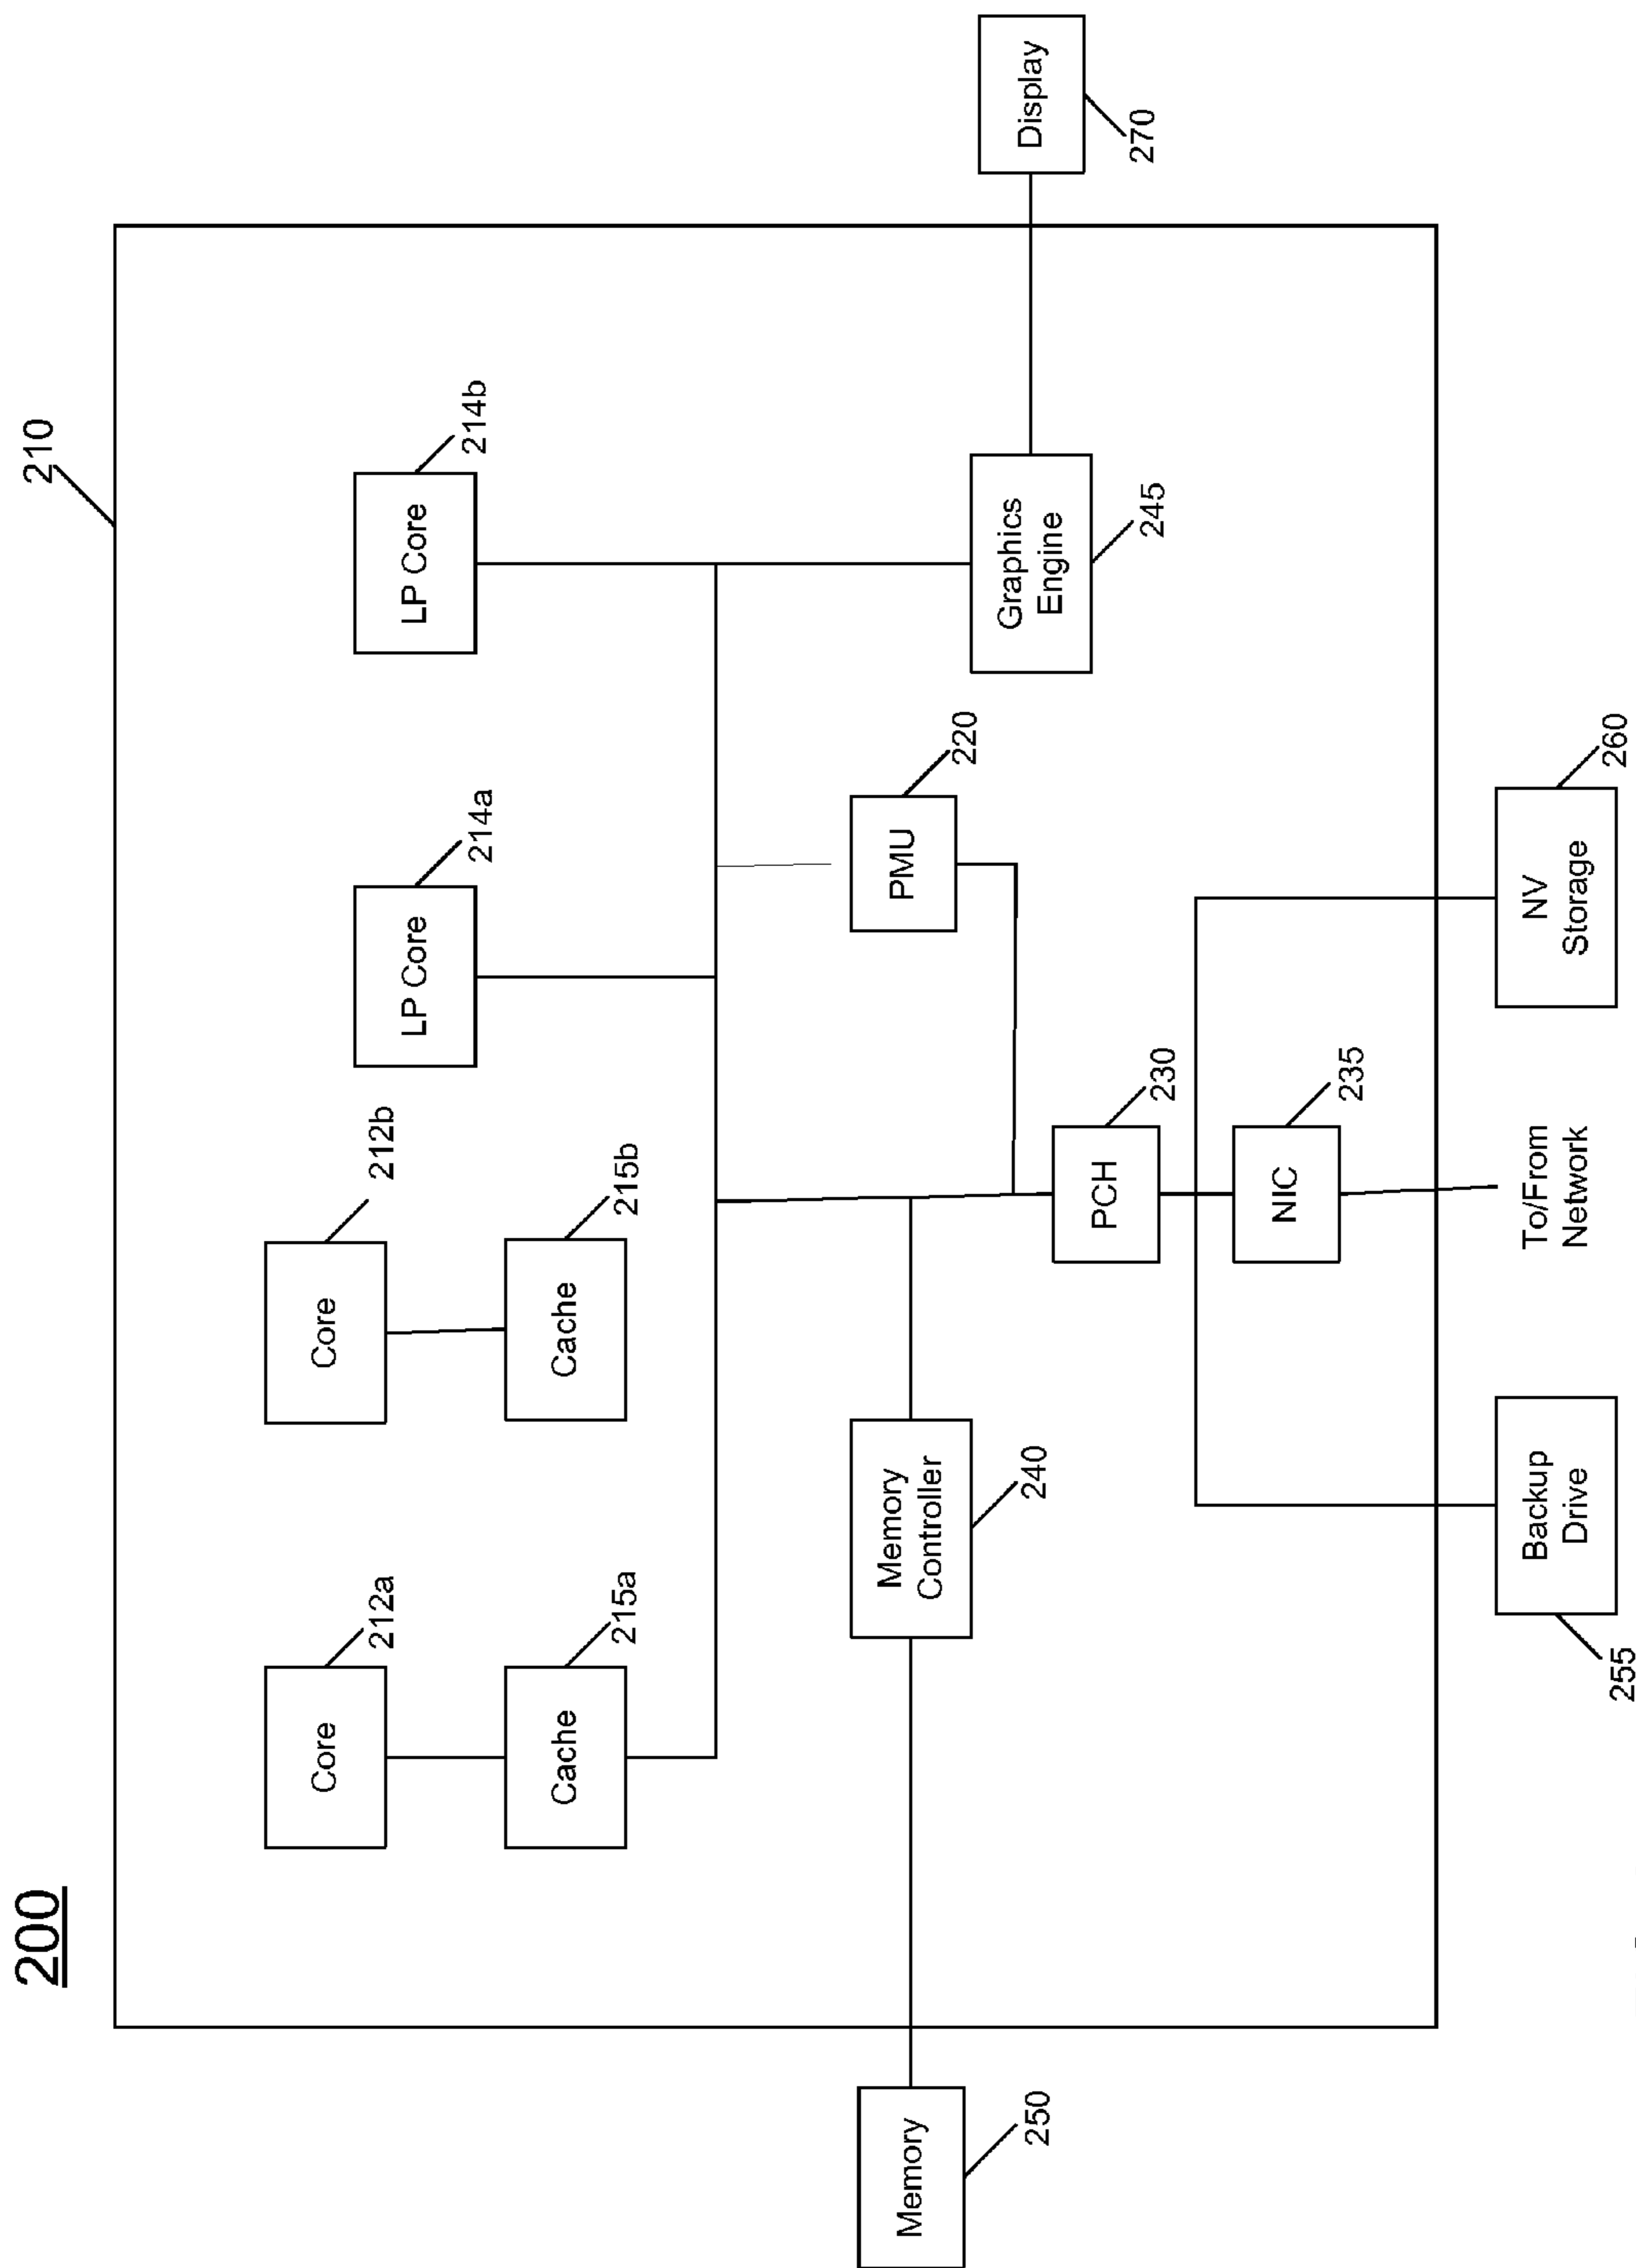 200
210
Core
212a
Core
212b
LP Core
214a
LP Core
214b
Cache
215a
Cache
215b
Memory
250
Memory
Controller
240
PMU
220
Graphics
Engine
245
Display
270
PCH
230
NIC
235
Backup
Drive
255
To/From
Network
NV
Storage
260